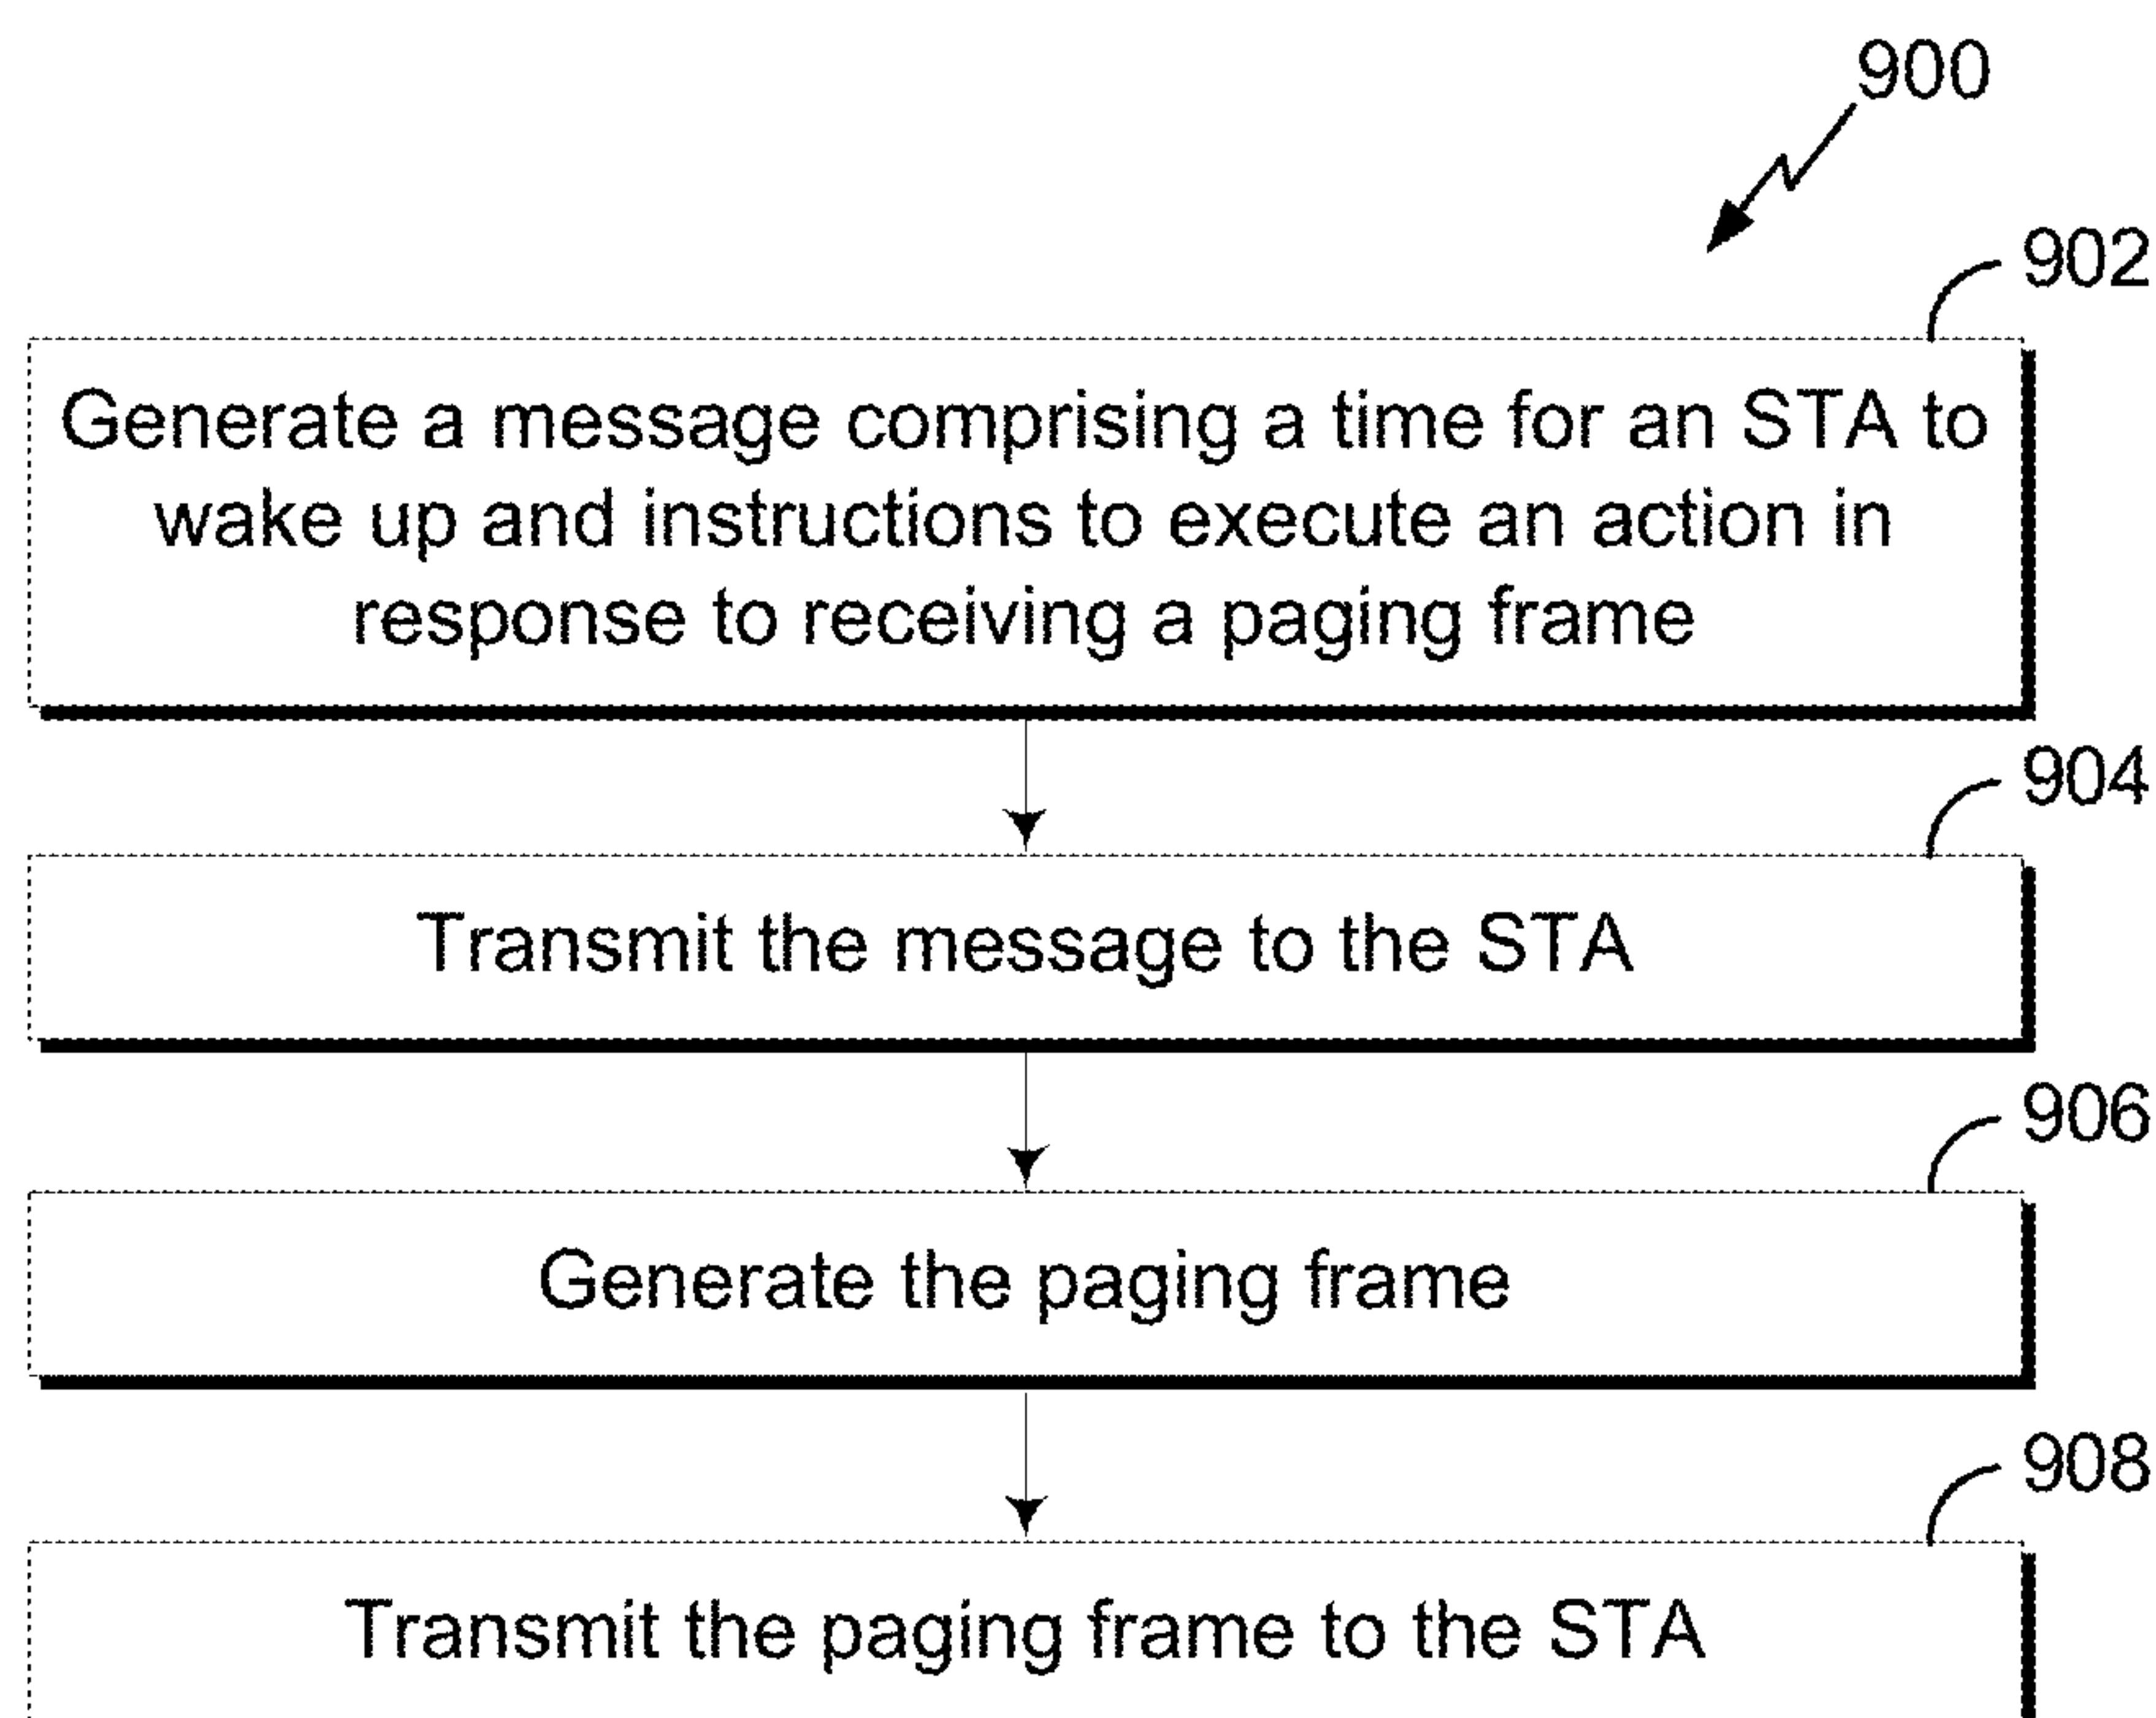 900
902
Generate a message comprising a time for an STA to
wake up and instructions to execute an action in
response to receiving a paging frame
904
Transmit the message to the STA
906
Generate the paging frame
908
Transmit the paging frame to the STA